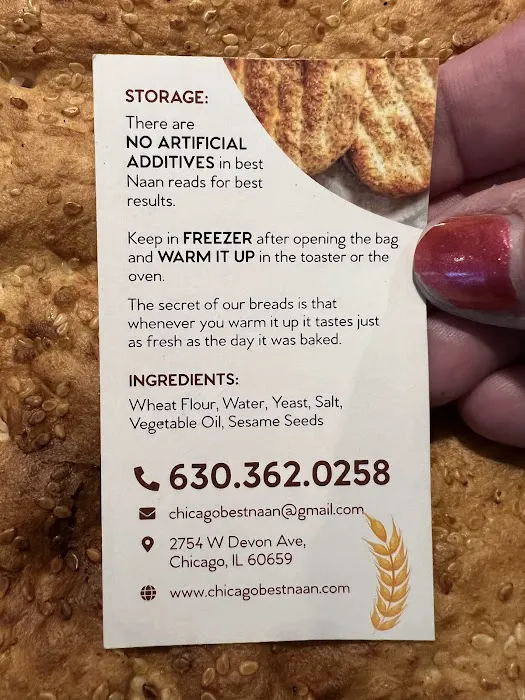 STORAGE:
There are
NO ARTIFICIAL
ADDITIVES in best
Naan reads for best
results.
Keep in FREEZER after opening the bag
and WARM IT UP in the toaster or the
oven.
The secret of our breads is that
whenever you warm it up it tastes just
as fresh as the day it was baked.
INGREDIENTS:
Wheat Flour, Water, Yeast, Salt,
Vegetable Oil, Sesame Seeds
630.362.0258
chicagobestnaan@gmail.com
2754 W Devon Ave,
Chicago, IL 60659
www.chicagobestnaan.com